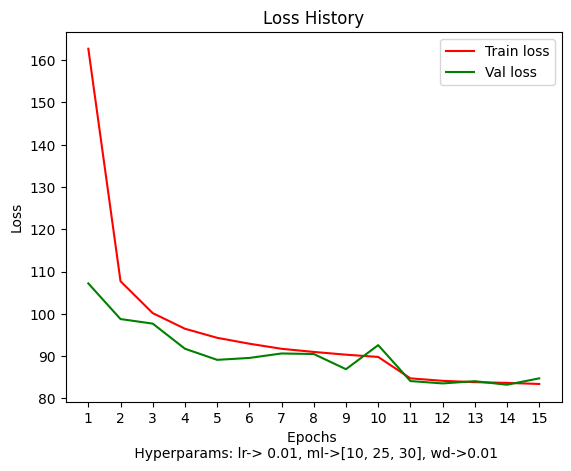 Loss History
Train loss
Val loss
Loss
160
150
140
130
120
110
100
90
80
1 2 3 4 5 6 7 8 9 10 11 12 13 14 15
Epochs
Hyperparams: lr-> 0.01, ml->[10, 25, 30], wd->0.01